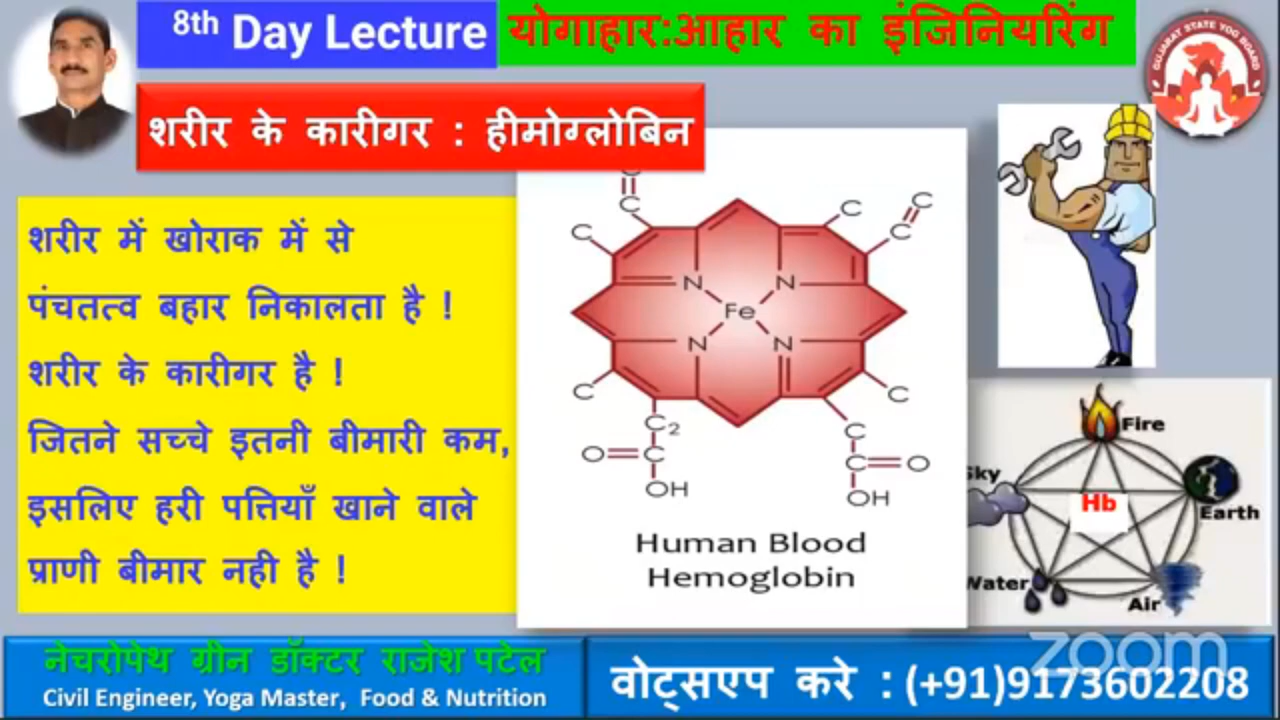 8th Day Lecture
योगाहार:आहार का इंजिनियरिंग
GUJARAT STATE YOG BOARD
शरीर के कारीगर : हीमोग्लोबिन
शरीर में खोराक में से
पंचतत्व बहार निकालता है !
शरीर के कारीगर है !
जितने सच्चे इतनी बीमारी कम,
इसलिए हरी पत्तियाँ खाने वाले
प्राणी बीमार नही है !
O
C
C
C
C
C
C
N
N
Fe
N
N
C
C
C2
C
O
C
OH
C
C
O
OH
Human Blood
Hemoglobin
Fire
Sky
Hb
Earth
Water
Air
zoom
नेचरोपेथ ग्रीन डॉक्टर राजेश पटेल
Civil Engineer, Yoga Master, Food & Nutrition
वोट्सएप करे : (+91)9173602208